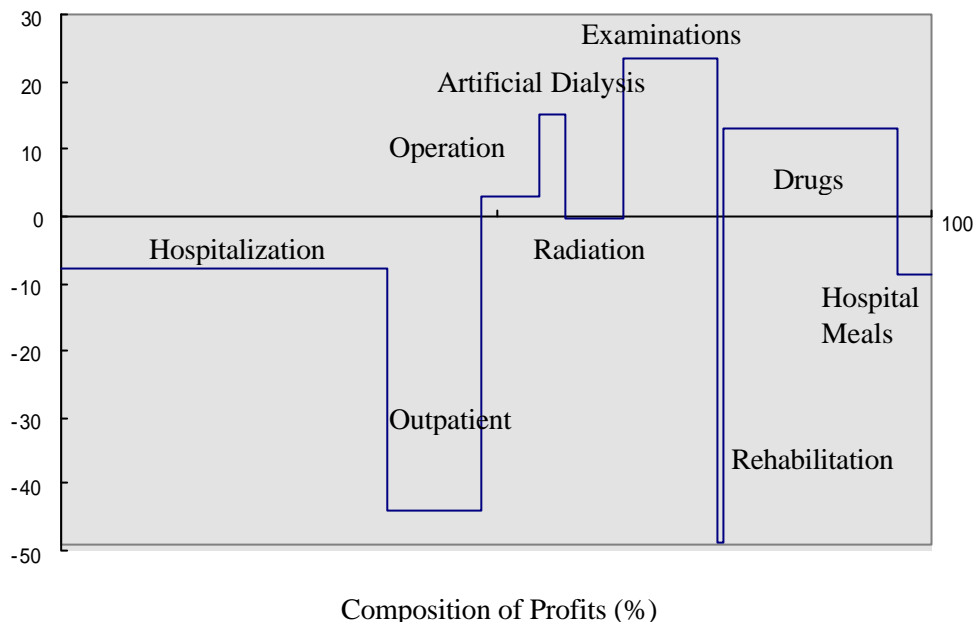 30
Examinations
20
Artificial Dialysis
10
Operation
Drugs
0
100
Hospitalization
Radiation
-10
Hospital
Meals
-20
-30
Outpatient
Rehabilitation
-40
-50
Composition of Profits (%)